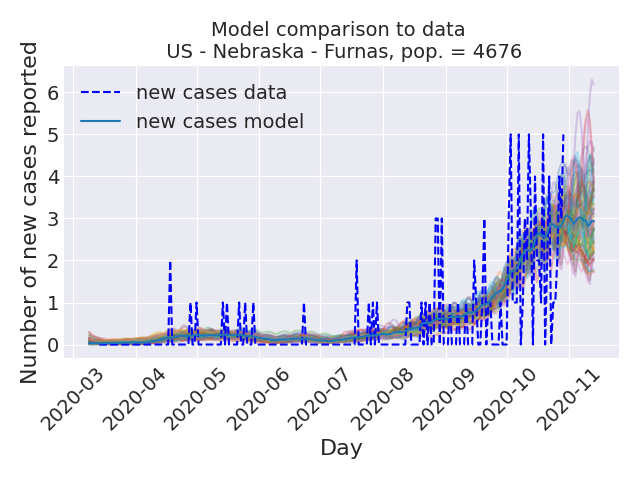 Model comparison to data
US - Nebraska - Furnas, pop. = 4676
Number of new cases reported
6
5
4
3
2
1
0
new cases data
new cases model
2020-03
2020-04
2020-05
2020-06
2020-07
2020-08
2020-09
2020-10
2020-11
Day